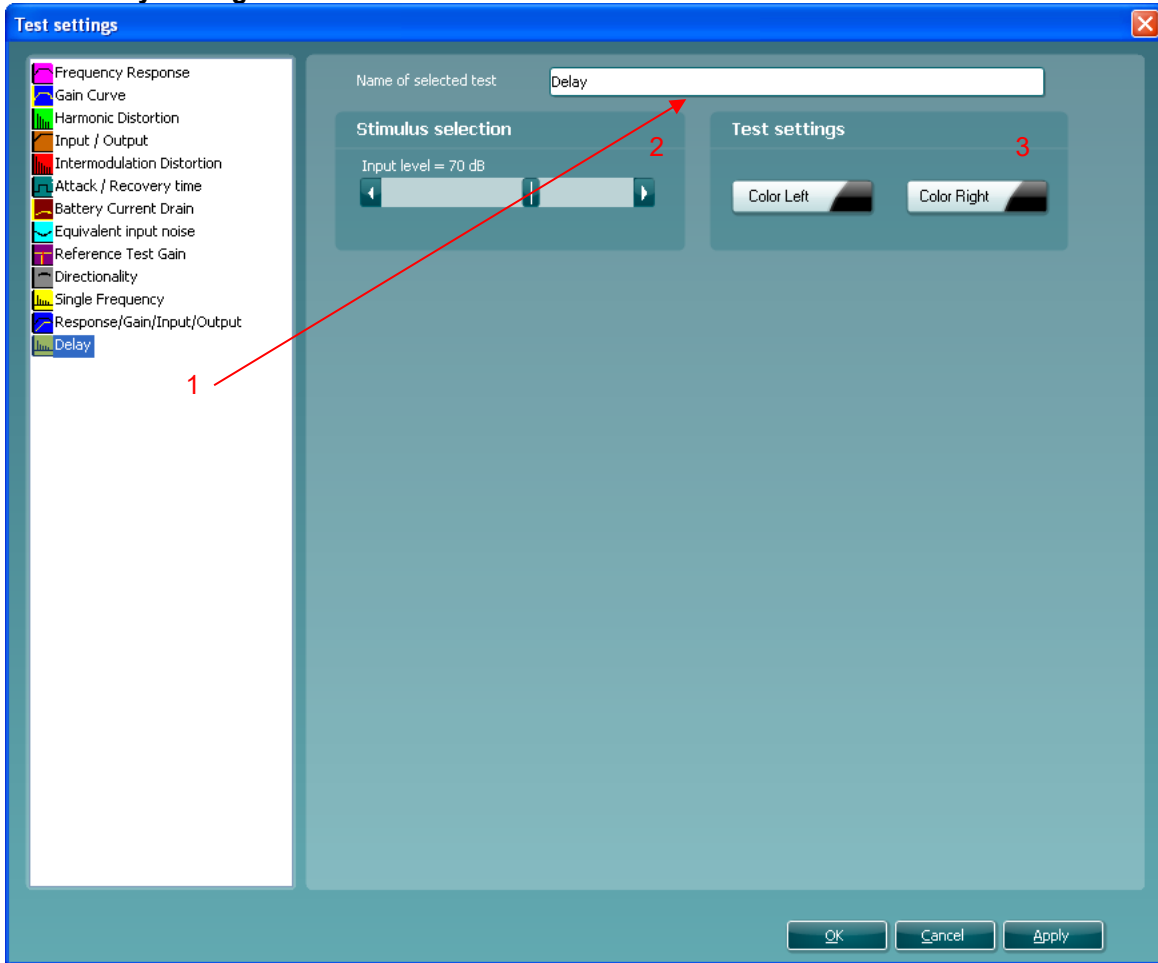 Test settings
Frequency Response
Gain Curve
Harmonic Distortion
Input / Output
Intermodulation Distortion
Attack / Recovery time
Battery Current Drain
Equivalent input noise
Reference Test Gain
Directionality
Single Frequency
Response/Gain/Input/Output
Delay
1
Name of selected test
Delay
Stimulus selection
2
Input level = 70 dB
Test settings
3
Color Left
Color Right
OK
Cancel
Apply